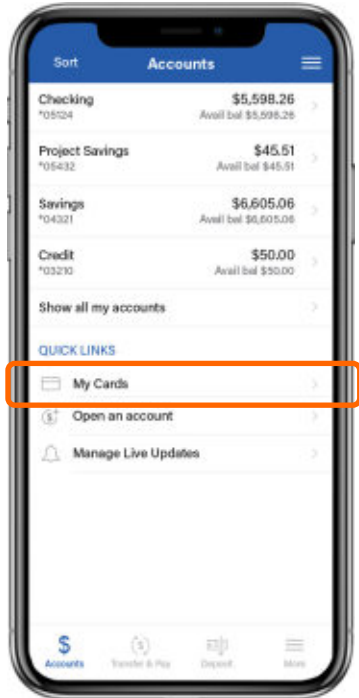 Sort Accounts
Checking $5,598.26
*05124 Avail bal $5,598.26
Project Savings $45.51
*05432 Avail bal $45.51
Savings $6,605.06
*04321 Avail bal $6,605.06
Credit $50.00
*03210 Avail bal $50.00
Show all my accounts
QUICK LINKS
My Cards
Open an account
Manage Live Updates
Accounts Transfer & Pay Deposit More